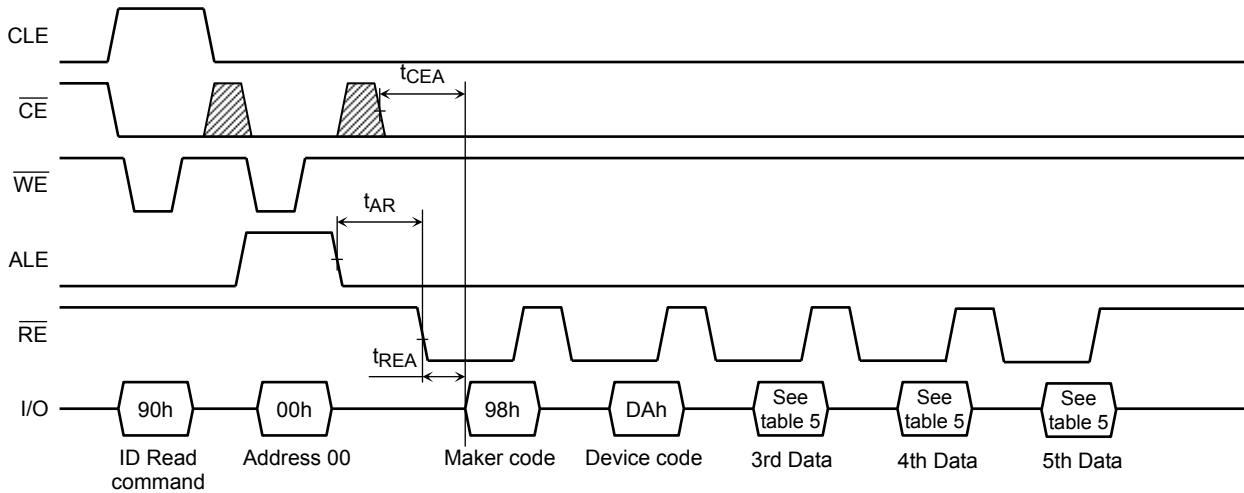 CLE
tCEA
CE
WE
tAR
ALE
RE
tREA
I/O
90h
00h
98h
DAh
See
table 5
See
table 5
See
table 5
ID Read
command
Address 00
Maker code
Device code
3rd Data
4th Data
5th Data